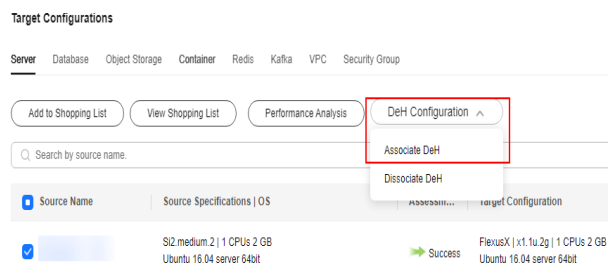 Target Configurations
Server Database Object Storage Container Redis Kafka VPC Security Group
Add to Shopping List View Shopping List Performance Analysis DeH Configuration
Associate DeH
Search by source name.
Dissociate DeH
Source Name Source Specifications | OS Assessm... Target Configuration
Si2.medium.2 | 1 CPUs 2 GB FlexusX | x1.1u.2g | 1 CPUs 2 GB
Success
Ubuntu 16.04 server 64bit Ubuntu 16.04 server 64bit